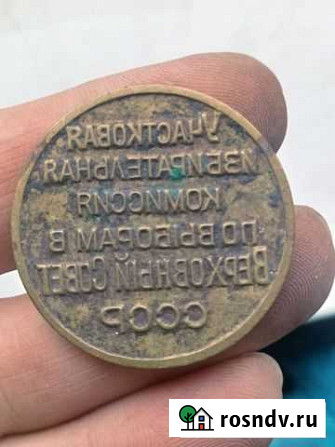 УЧАСТКОВАЯ
ИЗБИРАТЕЛЬНАЯ
КОМИССИЯ
ПО ВЫБОРАМ В
ВЕРХОВНЫЙ СОВЕТ
СССР
rosndv.ru